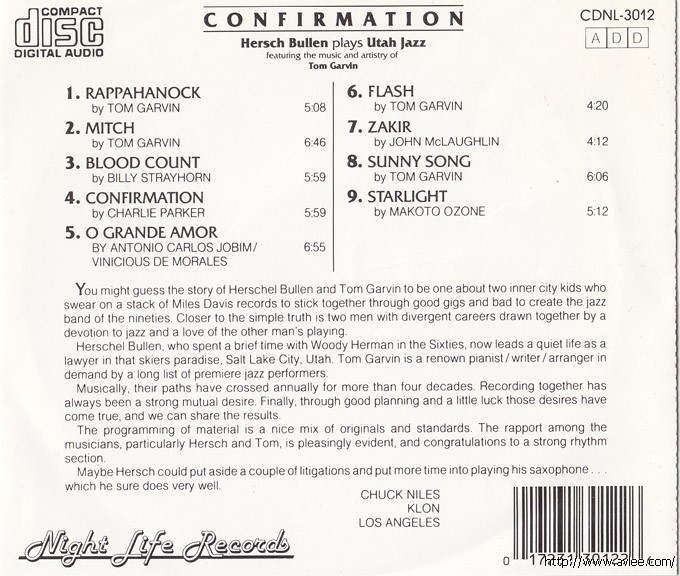 COMPACT
disc
DIGITAL AUDIO
CONFIRMATION
Hersch Bullen plays Utah Jazz
featuring the music and artistry of
Tom Garvin
CDNL-3012
A D D
1. RAPPAHANOCK
by TOM GARVIN 5:08
2. MITCH
by TOM GARVIN 6:46
3. BLOOD COUNT
by BILLY STRAYHORN 5:59
4. CONFIRMATION
by CHARLIE PARKER 5:59
5. O GRANDE AMOR
BY ANTONIO CARLOS JOBIM/ 6:55
VINICIOUS DE MORALES
6. FLASH
by TOM GARVIN 4:20
7. ZAKIR
by JOHN McLAUGHLIN 4:12
8. SUNNY SONG
by TOM GARVIN 6:06
9. STARLIGHT
by MAKOTO OZONE 5:12
You might guess the story of Herschel Bullen and Tom Garvin to be one about two inner city kids who
swear on a stack of Miles Davis records to stick together through good gigs and bad to create the jazz
band of the nineties. Closer to the simple truth is two men with divergent careers drawn together by a
devotion to jazz and a love of the other man's playing.
Herschel Bullen, who spent a brief time with Woody Herman in the Sixties, now leads a quiet life as a
lawyer in that skiers paradise, Salt Lake City, Utah. Tom Garvin is a renown pianist/writer/arranger in
demand by a long list of premiere jazz performers.
Musically, their paths have crossed annually for more than four decades. Recording together has
always been a strong mutual desire. Finally, through good planning and a little luck those desires have
come true, and we can share the results.
The programming of material is a nice mix of originals and standards. The rapport among the
musicians, particularly Hersch and Tom, is pleasingly evident, and congratulations to a strong rhythm
section.
Maybe Hersch could put aside a couple of litigations and put more time into playing his saxophone . . .
which he sure does very well.
CHUCK NILES
KLON
LOS ANGELES
Night Life Records
0 17231 30122
http://www.avlee.com/